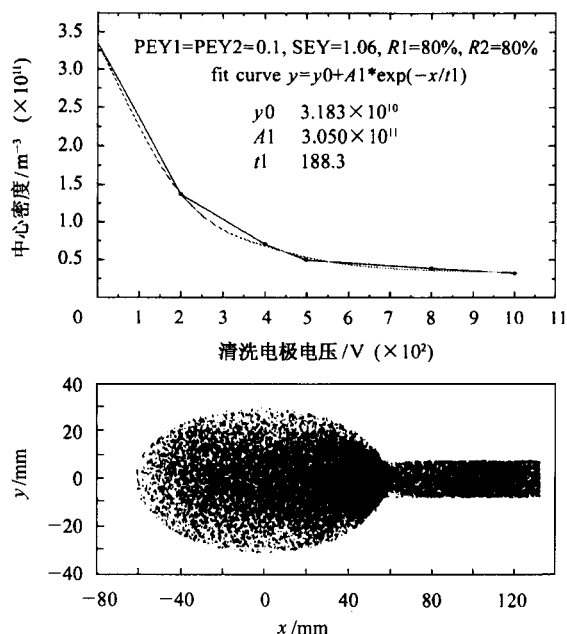 3.5
3.0
2.5
2.0
1.5
1.0
0.5
中心密度/m⁻³ (×10¹¹)
PEY1=PEY2=0.1, SEY=1.06, R1=80%, R2=80%
fit curve y=y0+A1*exp(−x/t1)
y0 3.183×10¹⁰
A1 3.050×10¹¹
t1 188.3
0 1 2 3 4 5 6 7 8 9 10 11
清洗电极电压/V (×10²)
40
20
0
−20
−40
y/mm
−80 −40 0 40 80 120
x/mm